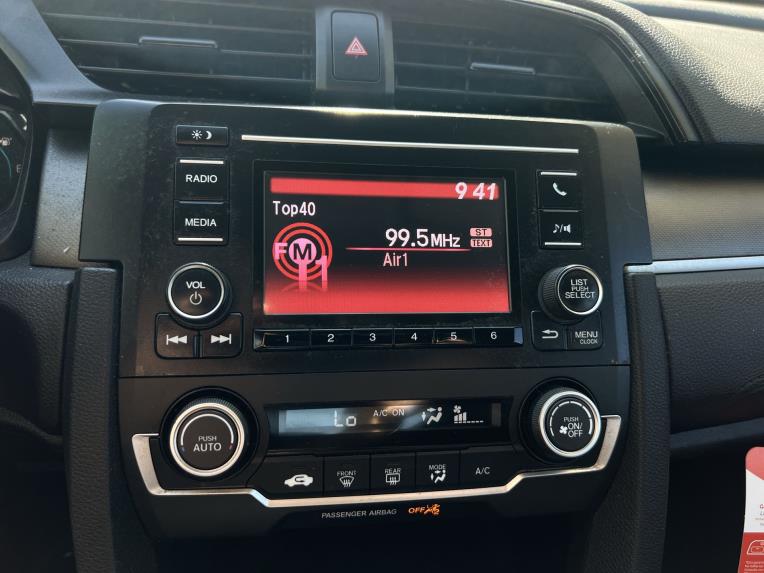 RADIO
MEDIA
VOL
9 41
Top40
FM1
99.5MHz
ST
TEXT
Air1
LIST
PUSH
SELECT
1 2 3 4 5 6
MENU
CLOCK
PUSH
AUTO
Lo
A/C ON
PUSH
ON/
OFF
FRONT
REAR
MODE
A/C
PASSENGER AIRBAG
OFF